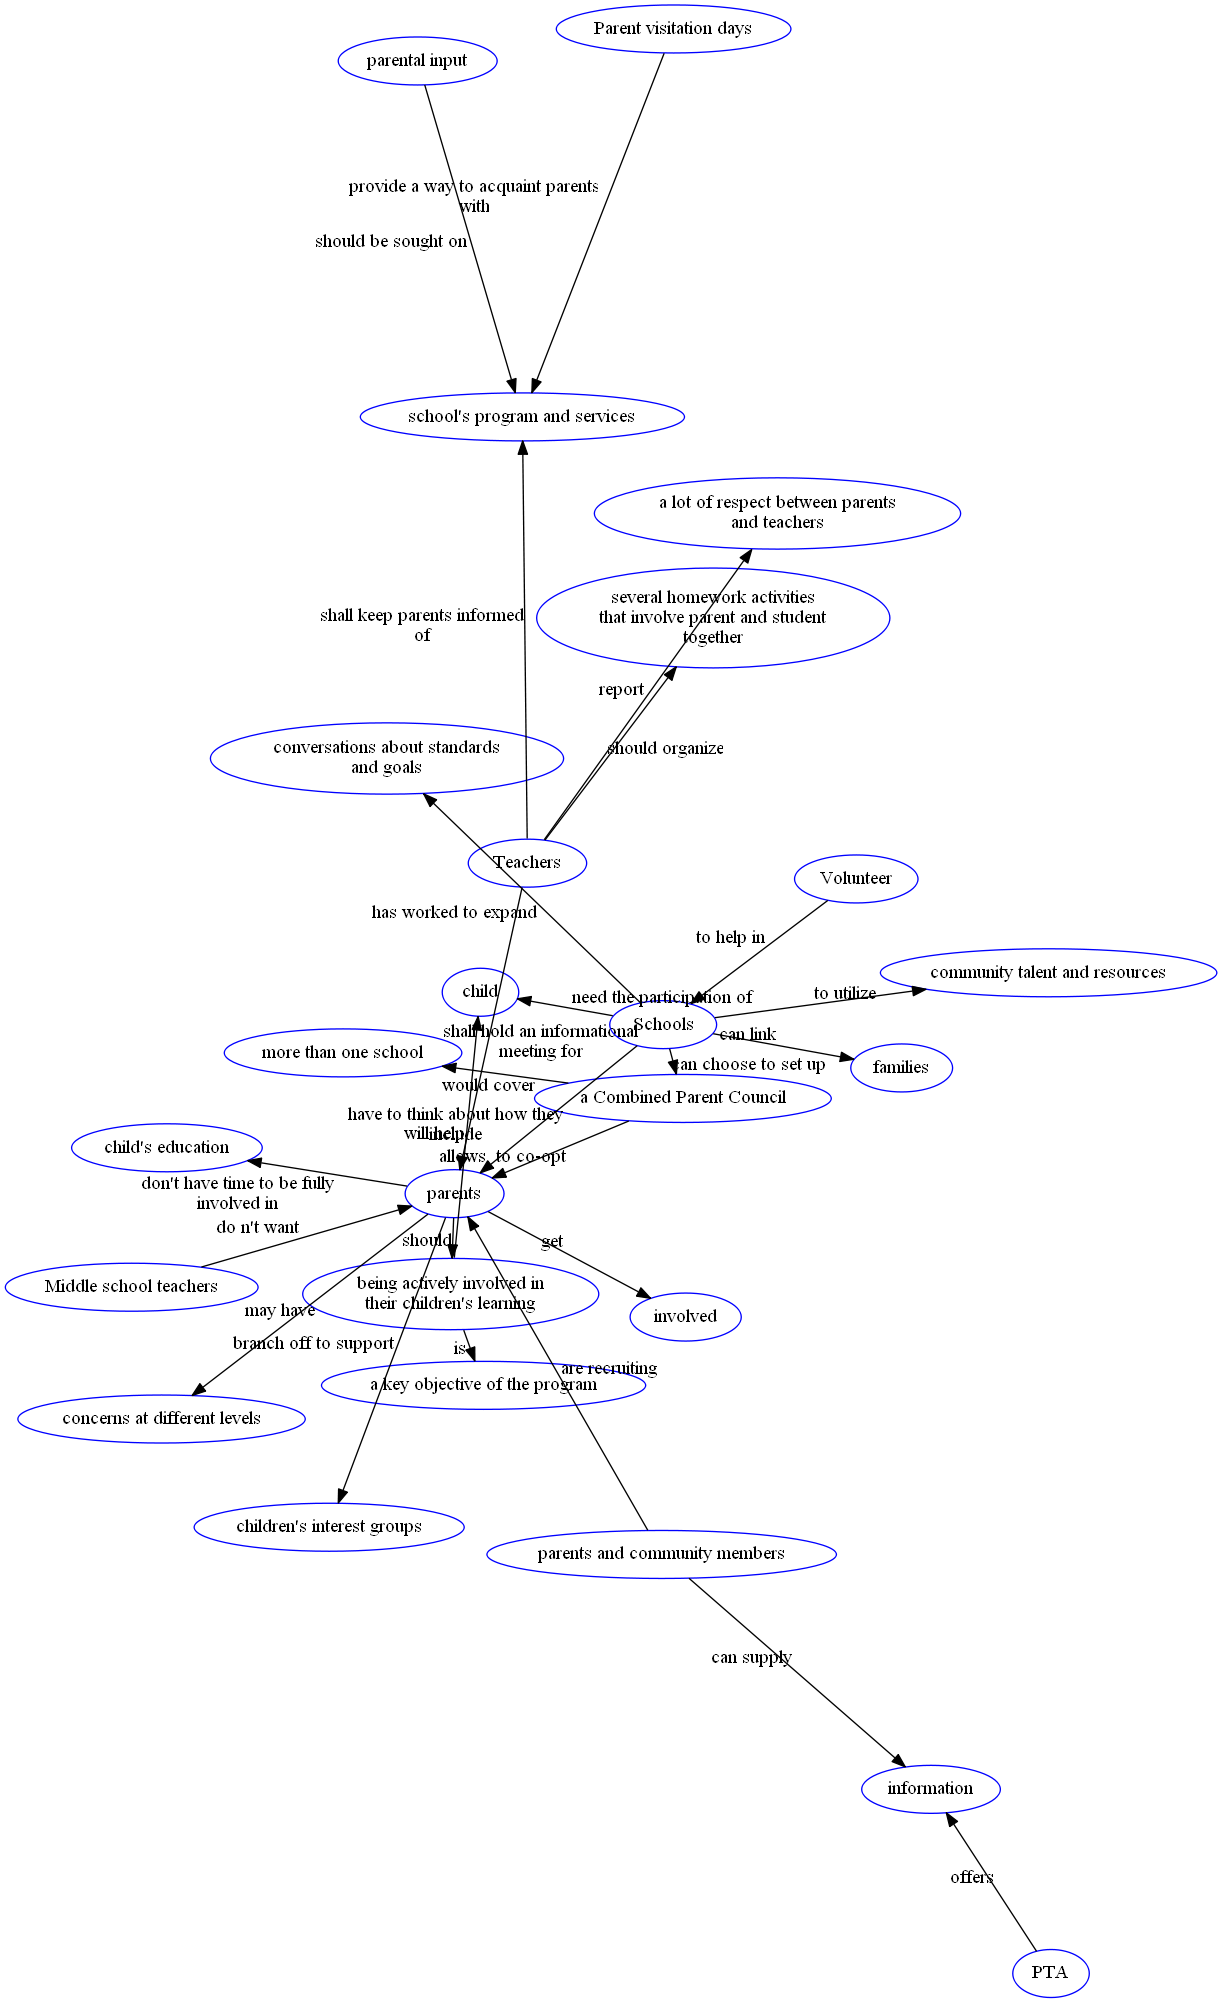 Parent visitation days
parental input
provide a way to acquaint parents
with
should be sought on
school's program and services
a lot of respect between parents
and teachers
several homework activities
that involve parent and student
together
shall keep parents informed
of
report
should organize
conversations about standards
and goals
Teachers
Volunteer
has worked to expand
to help in
community talent and resources
child
need the participation of
to utilize
Schools
shall hold an informational
meeting for
can link
more than one school
can choose to set up
families
would cover
a Combined Parent Council
have to think about how they
will help
include
child's education
allows to co-opt
don't have time to be fully
involved in
parents
do n't want
should
get
Middle school teachers
being actively involved in
their children's learning
may have
involved
branch off to support
is
are recruiting
a key objective of the program
concerns at different levels
children's interest groups
parents and community members
can supply
information
offers
PTA